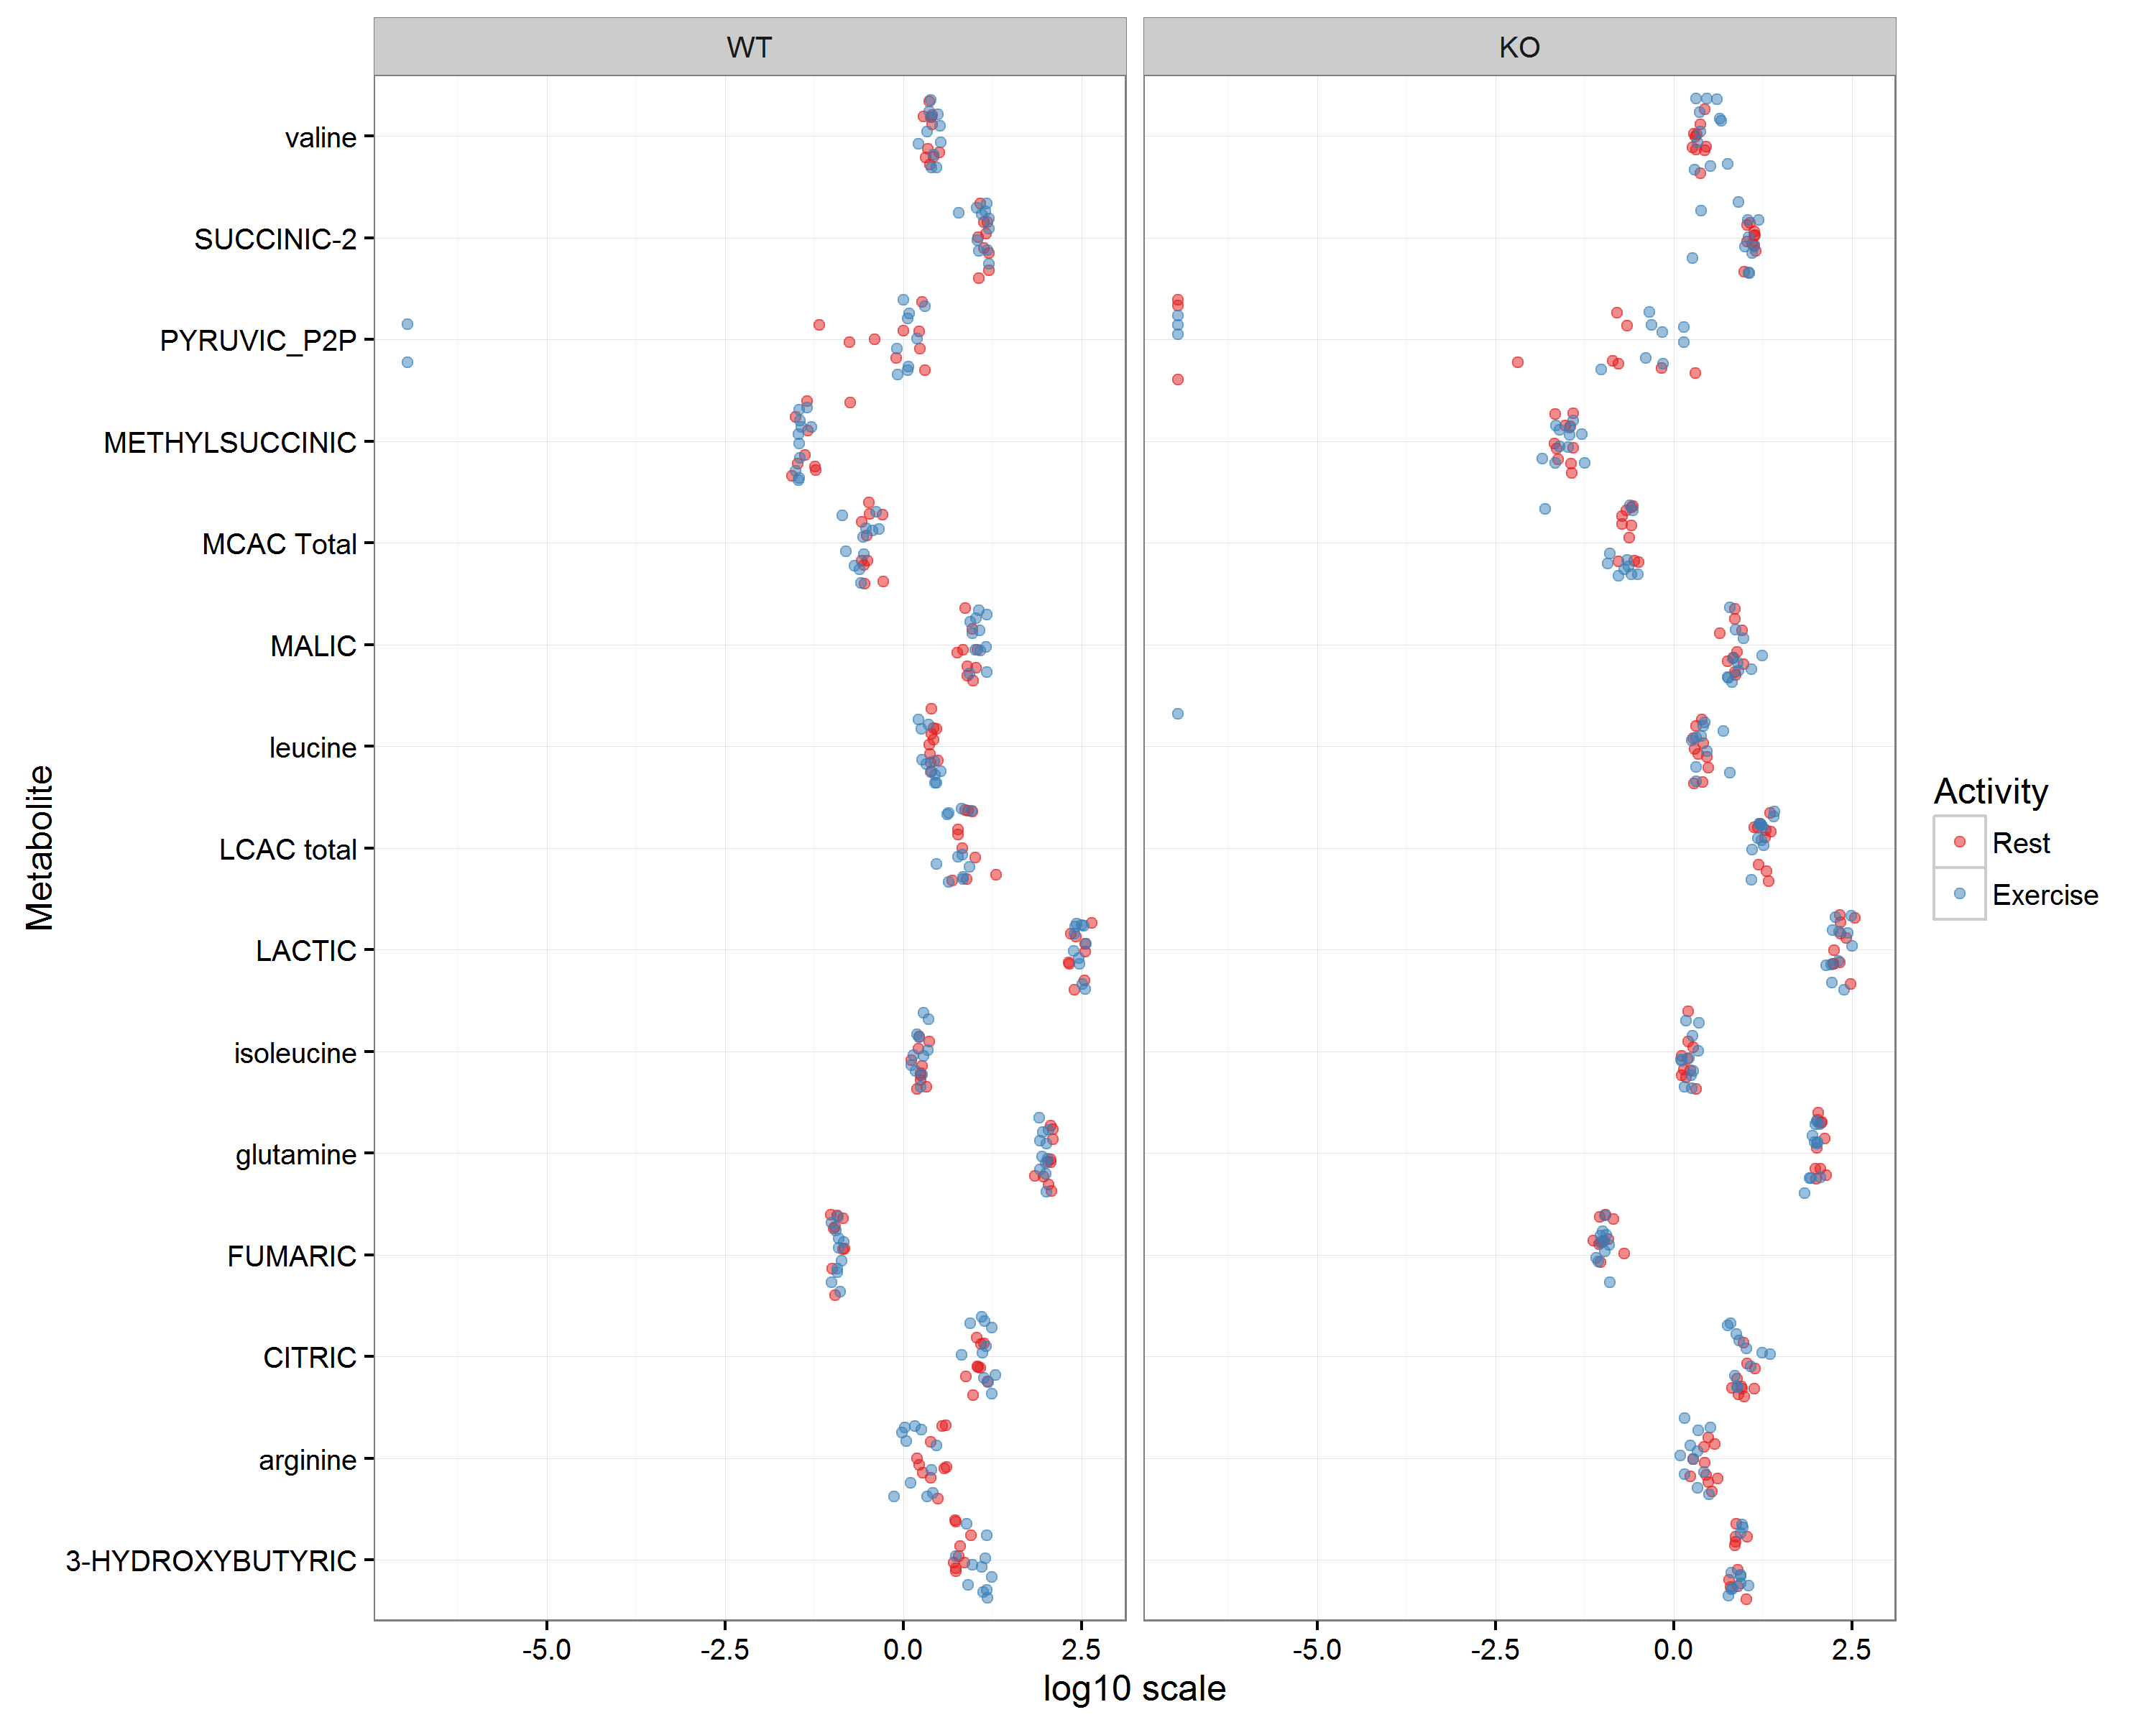 WT
KO
valine
SUCCINIC-2
PYRUVIC_P2P
METHYLSUCCINIC
MCAC Total
MALIC
leucine
LCAC total
LACTIC
isoleucine
glutamine
FUMARIC
CITRIC
arginine
3-HYDROXYBUTYRIC
Metabolite
-5.0
-2.5
0.0
2.5
-5.0
-2.5
0.0
2.5
log10 scale
Activity
Rest
Exercise